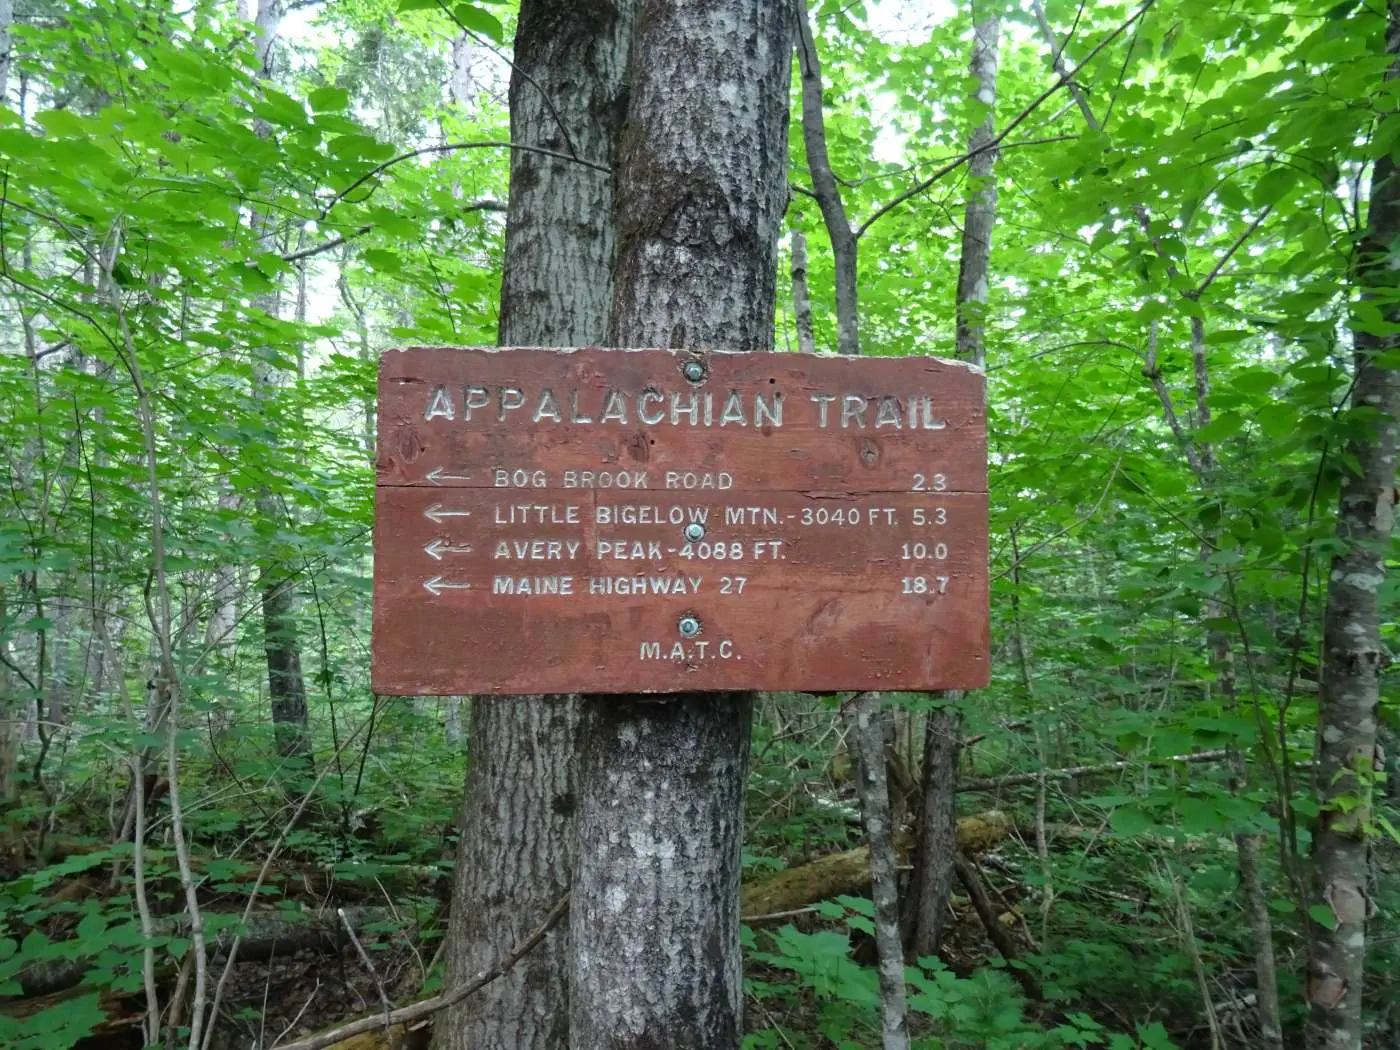 APPALACHIAN TRAIL
← BOG BROOK ROAD 2.3
← LITTLE BIGELOW MTN.-3040 FT. 5.3
← AVERY PEAK-4088 FT. 10.0
← MAINE HIGHWAY 27 18.7
M.A.T.C.